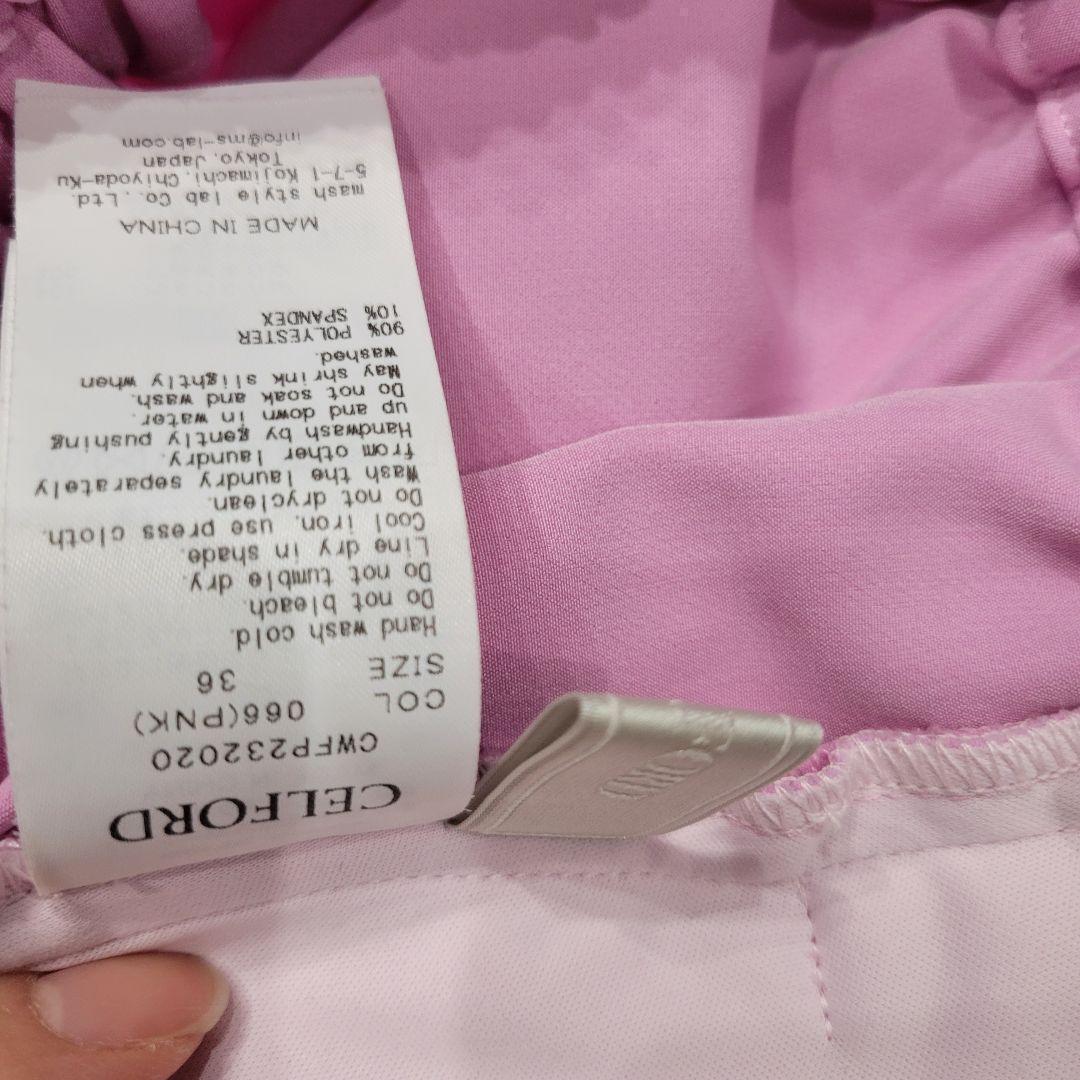 CELFORD
CWFP232020
COL 066(PNK)
SIZE 36
Hand wash cold.
Do not bleach.
Do not tumble dry.
Line dry in shade.
Cool iron, use press cloth.
Do not dryclean.
Wash the laundry separately
from other laundry.
Handwash by gently pushing
up and down in water.
Do not soak and wash.
May shrink slightly when
washed.
90% POLYESTER
10% SPANDEX
MADE IN CHINA
mash style lab Co., Ltd.
5-7-1 Kojimachi, Chiyoda-Ku
Tokyo, Japan
info@ms-lab.com